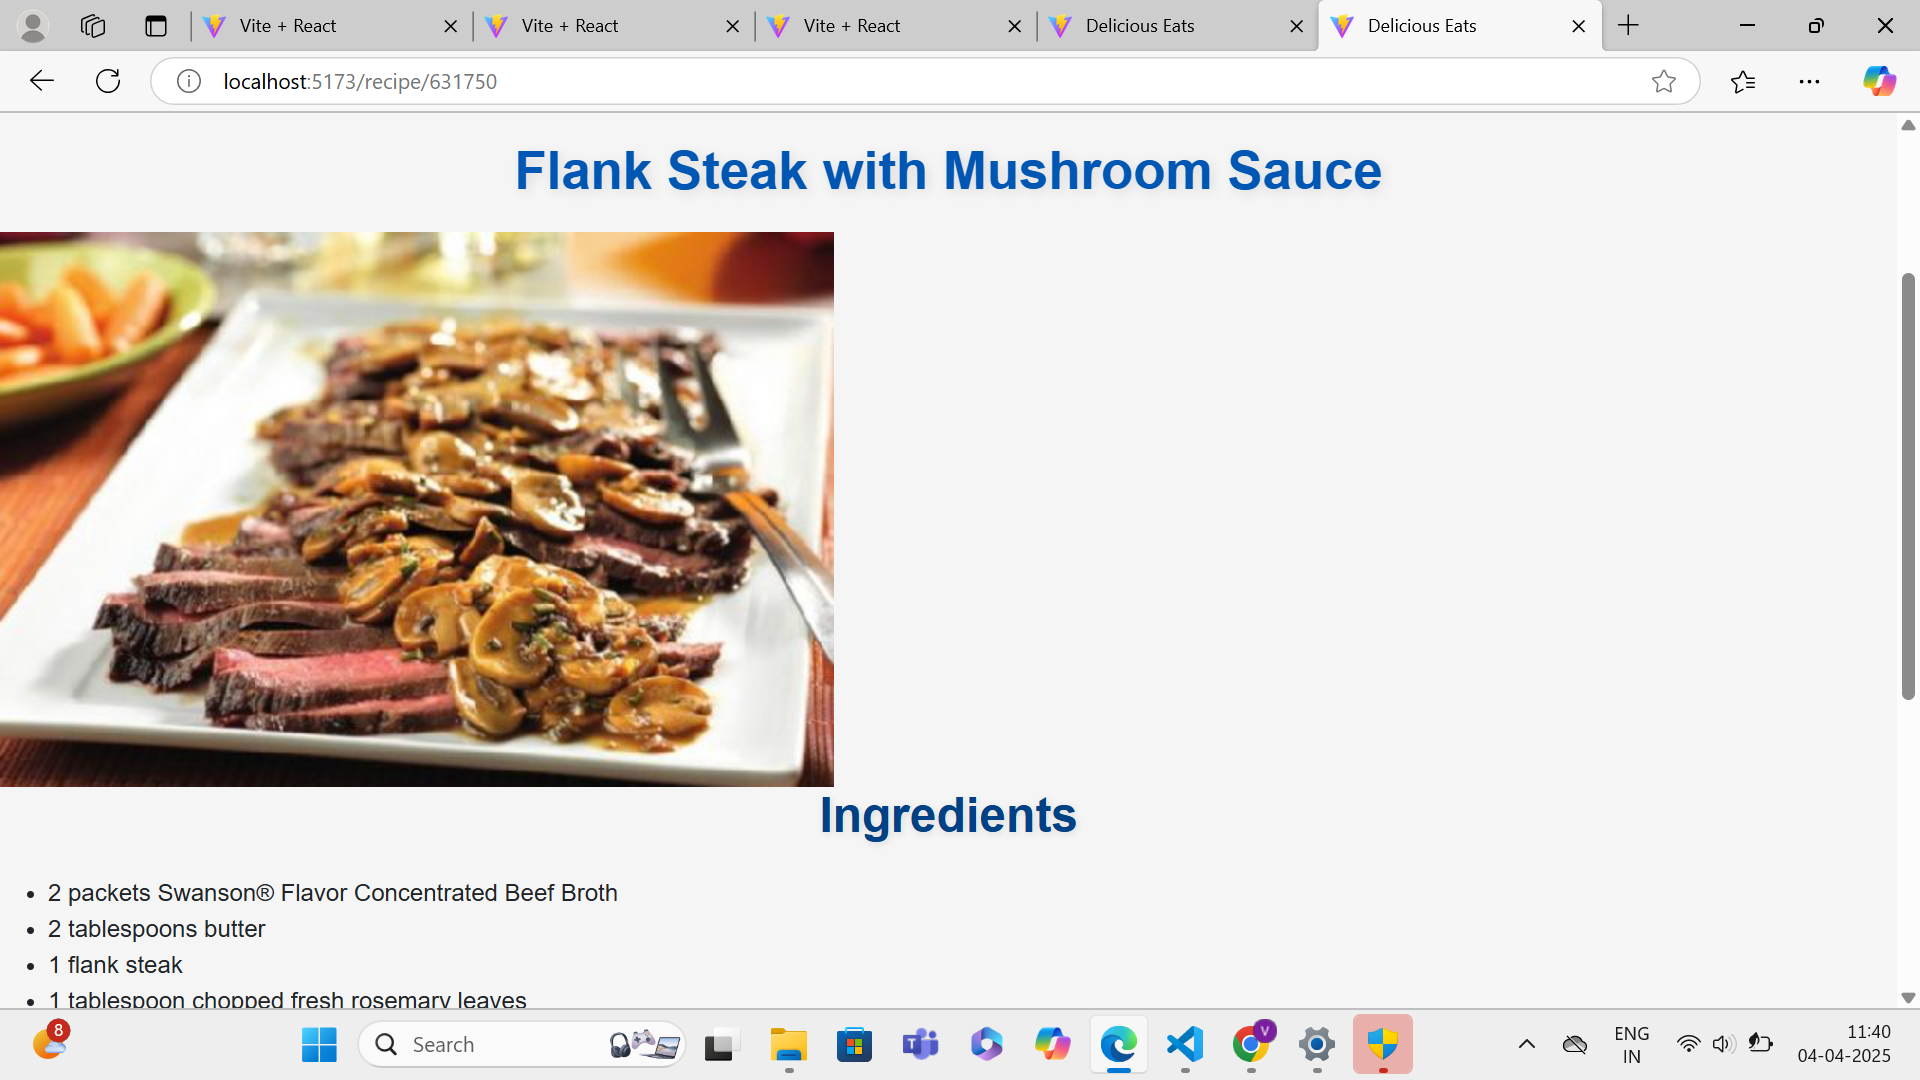 Vite + React
Vite + React
Vite + React
Delicious Eats
Delicious Eats
localhost:5173/recipe/631750
Flank Steak with Mushroom Sauce
Ingredients
2 packets Swanson® Flavor Concentrated Beef Broth
2 tablespoons butter
1 flank steak
1 tablespoon chopped fresh rosemary leaves
8
Search
V
ENG
IN
11:40
04-04-2025